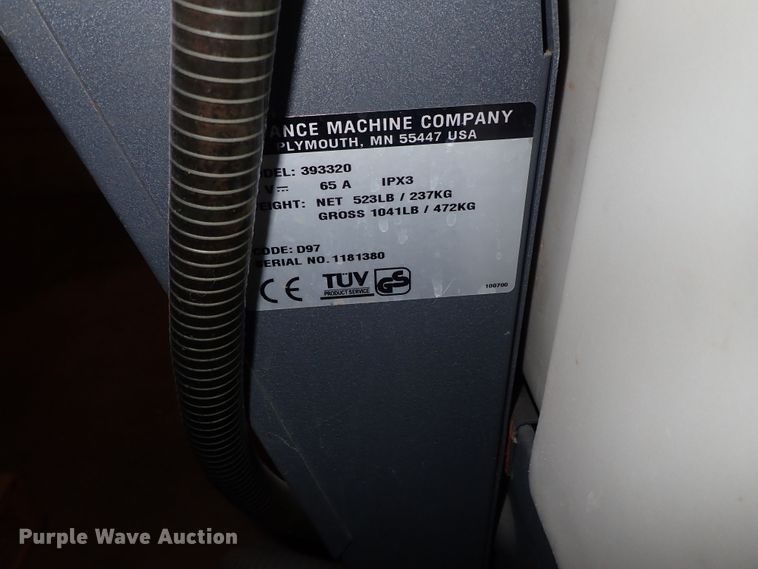 VANCE MACHINE COMPANY
PLYMOUTH, MN 55447 USA
DEL: 393320
V⎓ 65 A IPX3
EIGHT: NET 523LB / 237KG
GROSS 1041LB / 472KG
CODE: D97
SERIAL NO. 1181380
CE TÜV PRODUCT SERVICE GS
100700
Purple Wave Auction